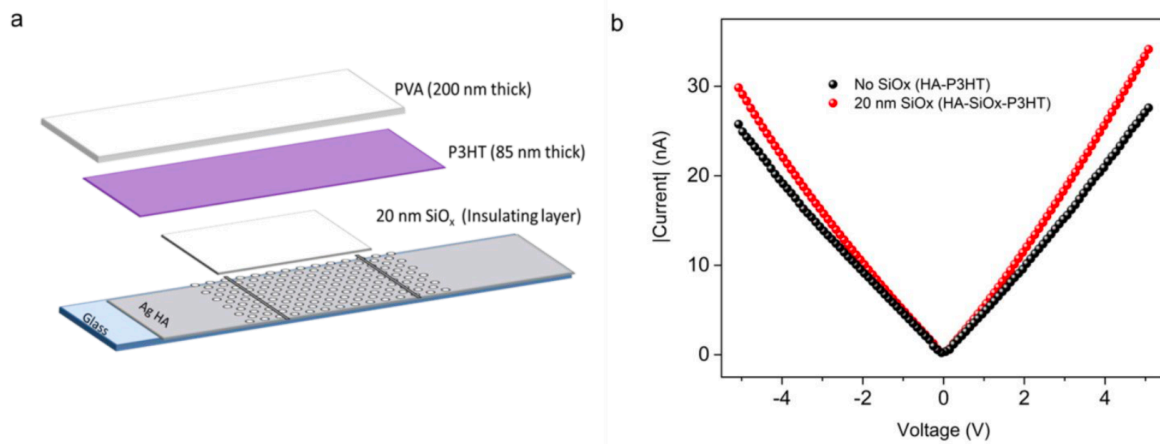 a
PVA (200 nm thick)
P3HT (85 nm thick)
20 nm SiOₓ (Insulating layer)
Ag HA
Glass
b
|Current| (nA)
30
20
10
0
No SiOx (HA-P3HT)
20 nm SiOx (HA-SiOx-P3HT)
-4
-2
0
2
4
Voltage (V)